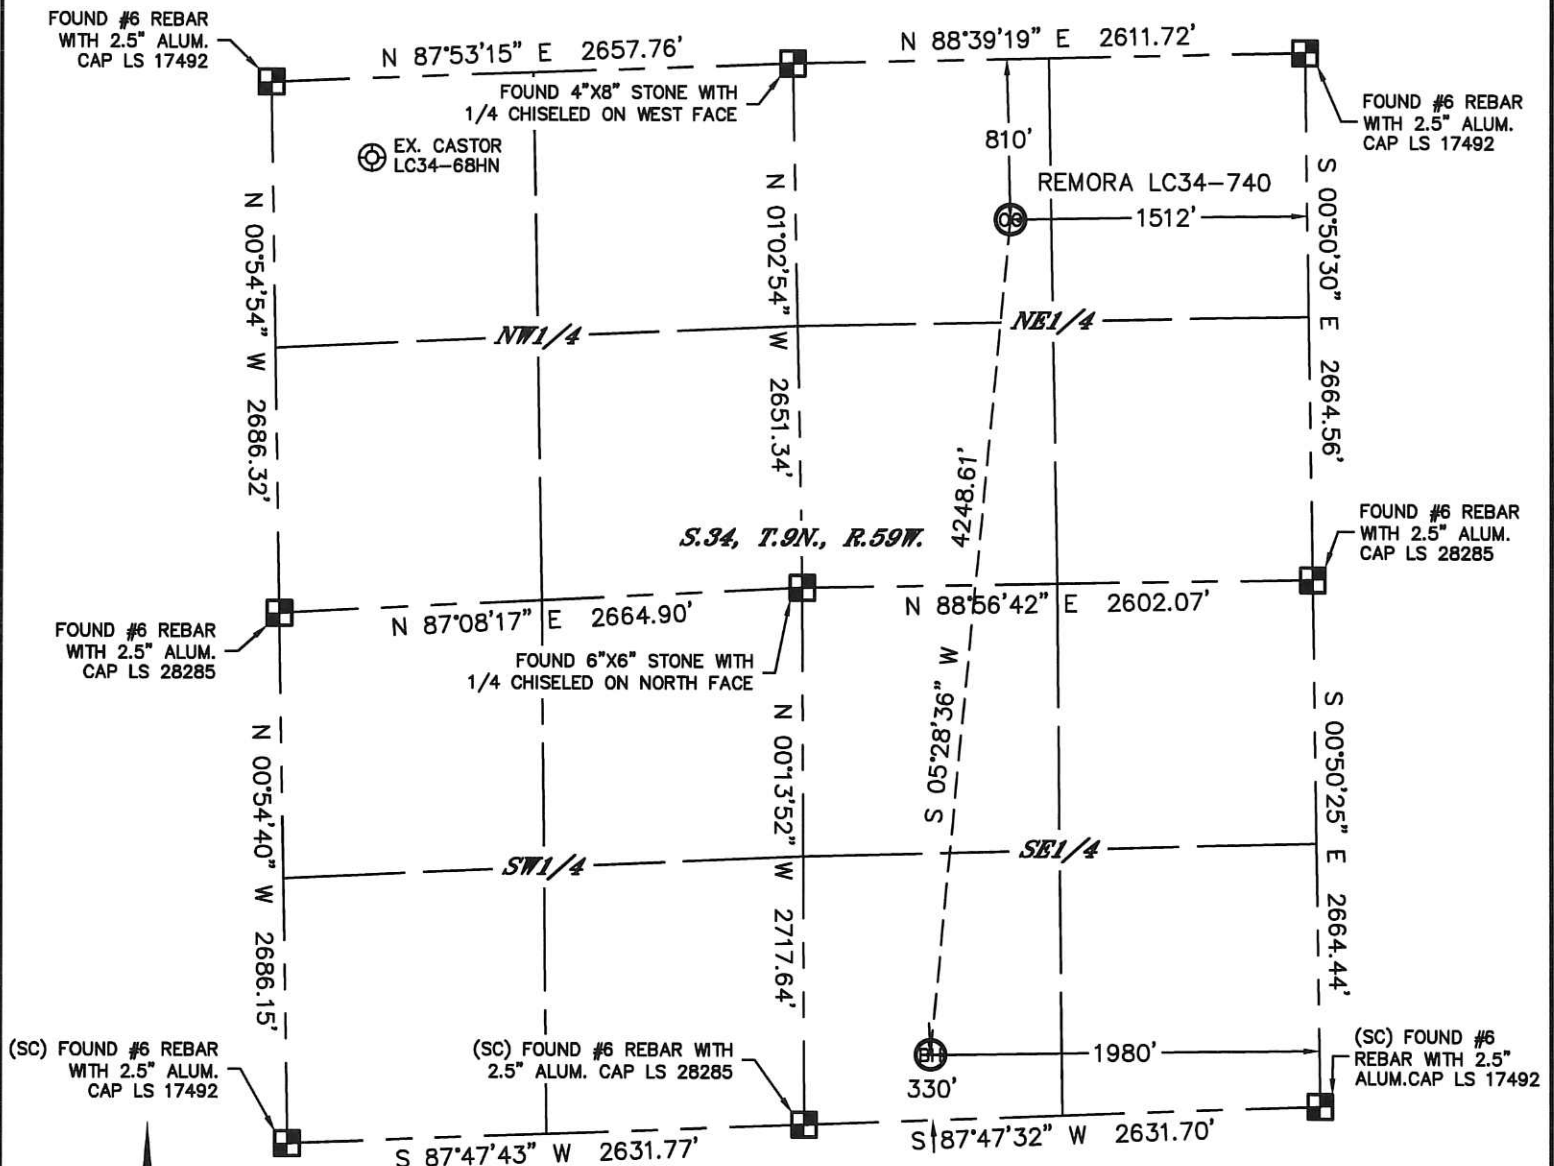 FOUND #6 REBAR
WITH 2.5" ALUM.
CAP LS 17492
N 87°53'15" E 2657.76'
N 88°39'19" E 2611.72'
FOUND 4"X8" STONE WITH
1/4 CHISELED ON WEST FACE
FOUND #6 REBAR
WITH 2.5" ALUM.
CAP LS 17492
EX. CASTOR
LC34-68HN
810'
REMORA LC34-740
1512'
N 00°54'54" W 2686.32'
N 01°02'54" W 2651.34'
S 00°50'30" E 2664.56'
NW1/4
NE1/4
4248.61'
S 05°28'36" W
S.34, T.9N., R.59W.
FOUND #6 REBAR
WITH 2.5" ALUM.
CAP LS 28285
N 87°08'17" E 2664.90'
N 88°56'42" E 2602.07'
FOUND #6 REBAR
WITH 2.5" ALUM.
CAP LS 28285
FOUND 6"X6" STONE WITH
1/4 CHISELED ON NORTH FACE
N 00°54'40" W 2686.15'
N 00°13'52" W 2717.64'
S 00°50'25" E 2664.44'
SW1/4
SE1/4
(SC) FOUND #6 REBAR
WITH 2.5" ALUM.
CAP LS 17492
(SC) FOUND #6 REBAR WITH
2.5" ALUM. CAP LS 28285
BH
1980'
330'
(SC) FOUND #6
REBAR WITH 2.5"
ALUM.CAP LS 17492
S 87°47'43" W 2631.77'
S 87°47'32" W 2631.70'